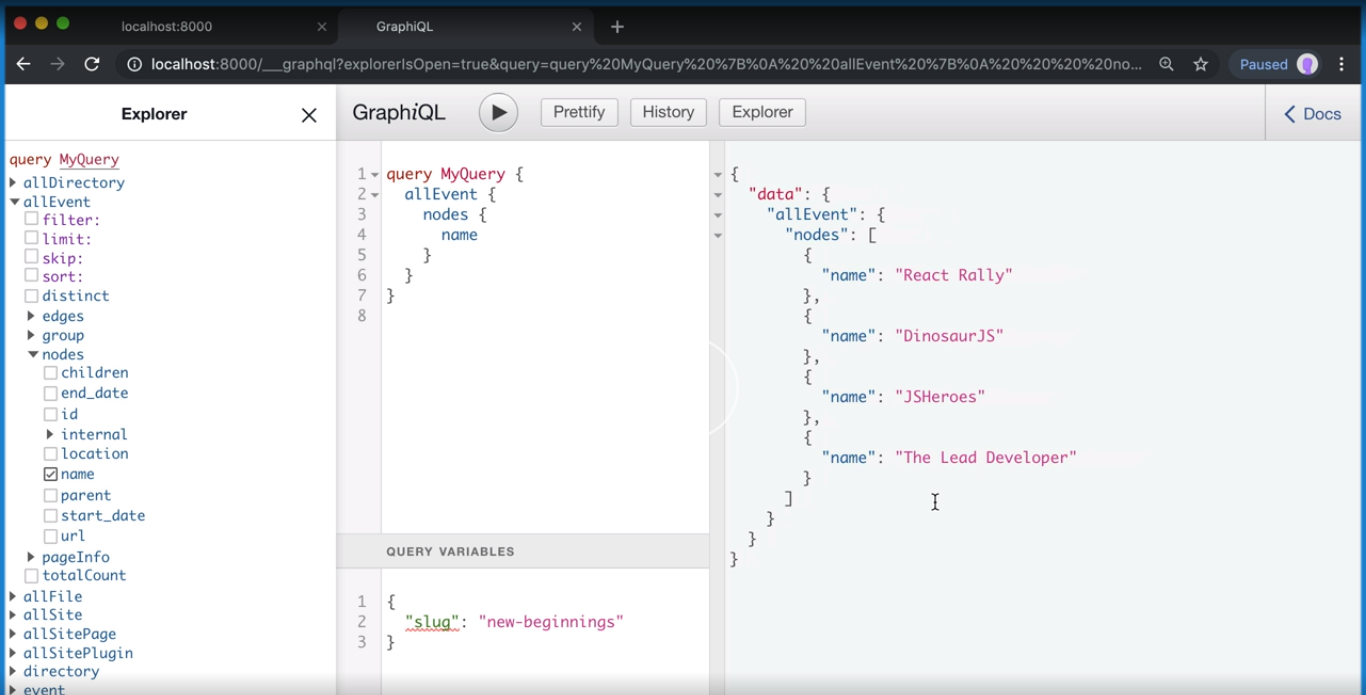 localhost:8000
GraphiQL
localhost:8000/___graphql?explorerIsOpen=true&query=query%20MyQuery%20%7B%0A%20%20allEvent%20%7B%0A%20%20%20%20no...
Paused
Explorer
GraphiQL
Prettify
History
Explorer
Docs
query MyQuery
allDirectory
allEvent
filter:
limit:
skip:
sort:
distinct
edges
group
nodes
children
end_date
id
internal
location
name
parent
start_date
url
pageInfo
totalCount
allFile
allSite
allSitePage
allSitePlugin
directory
event
1 query MyQuery {
2 allEvent {
3 nodes {
4 name
5 }
6 }
7 }
8
QUERY VARIABLES
1 {
2 "slug": "new-beginnings"
3 }
{
"data": {
"allEvent": {
"nodes": [
{
"name": "React Rally"
},
{
"name": "DinosaurJS"
},
{
"name": "JSHeroes"
},
{
"name": "The Lead Developer"
}
]
}
}
}